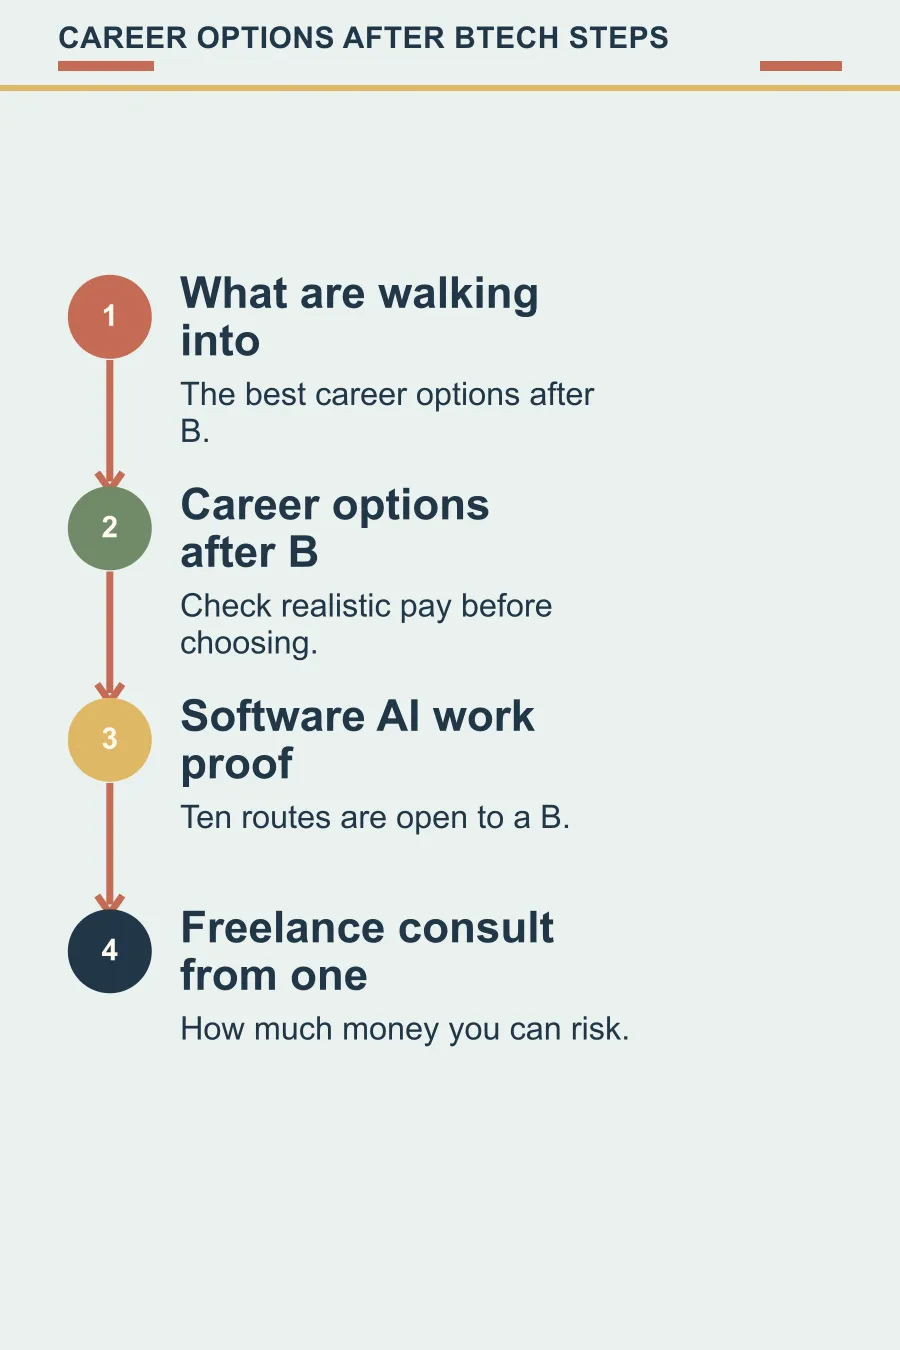 CAREER OPTIONS AFTER BTECH STEPS
1
What are walking
into
The best career options after
B.
2
Career options
after B
Check realistic pay before
choosing.
3
Software AI work
proof
Ten routes are open to a B.
4
Freelance consult
from one
How much money you can risk.